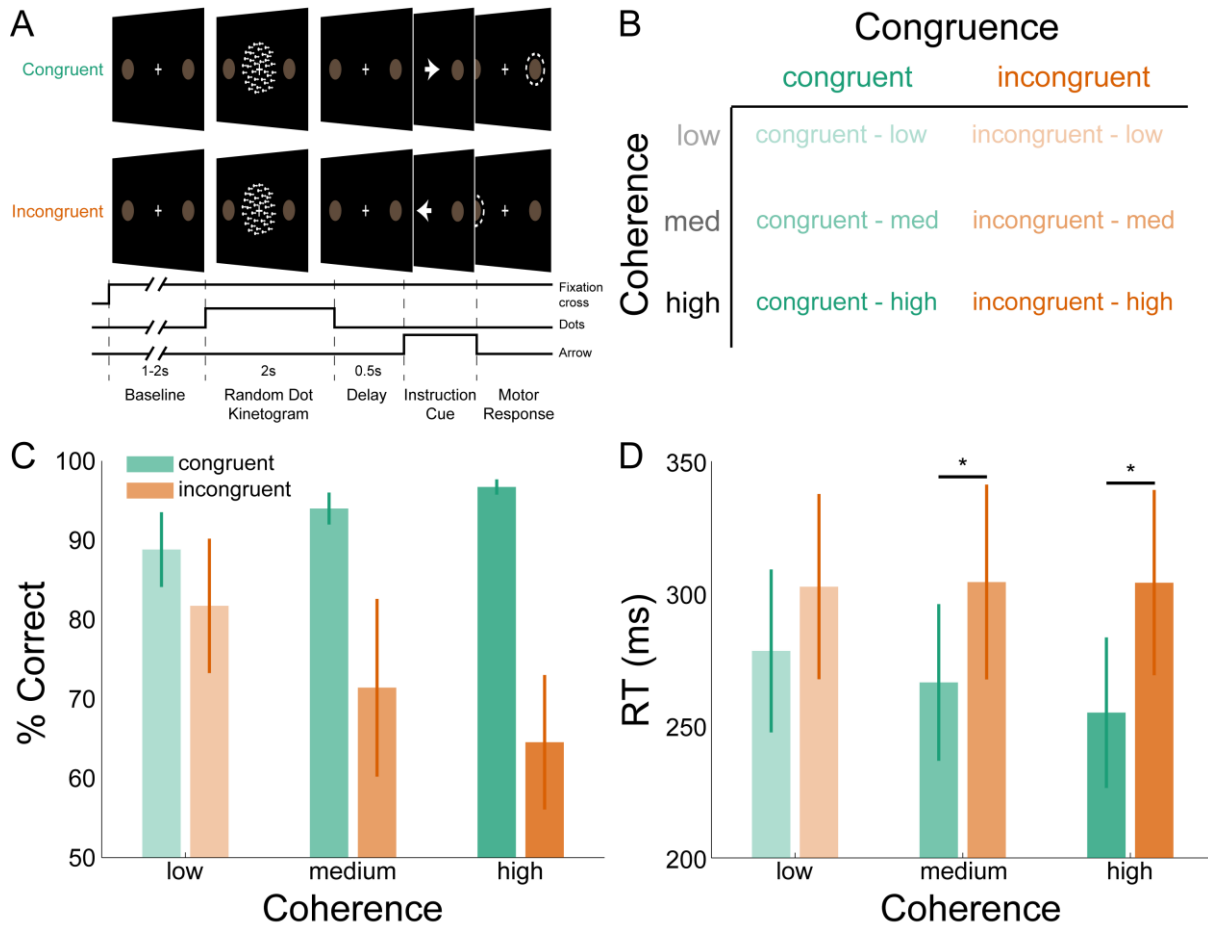 A
Congruent
Incongruent
Fixation
cross
Dots
Arrow
1-2s
2s
0.5s
Baseline
Random Dot
Kinetogram
Delay
Instruction
Cue
Motor
Response
B
Congruence
congruent
incongruent
Coherence
low
congruent - low
incongruent - low
med
congruent - med
incongruent - med
high
congruent - high
incongruent - high
C
congruent
incongruent
% Correct
100
90
80
70
60
50
low
medium
high
Coherence
D
RT (ms)
350
300
250
200
*
*
low
medium
high
Coherence